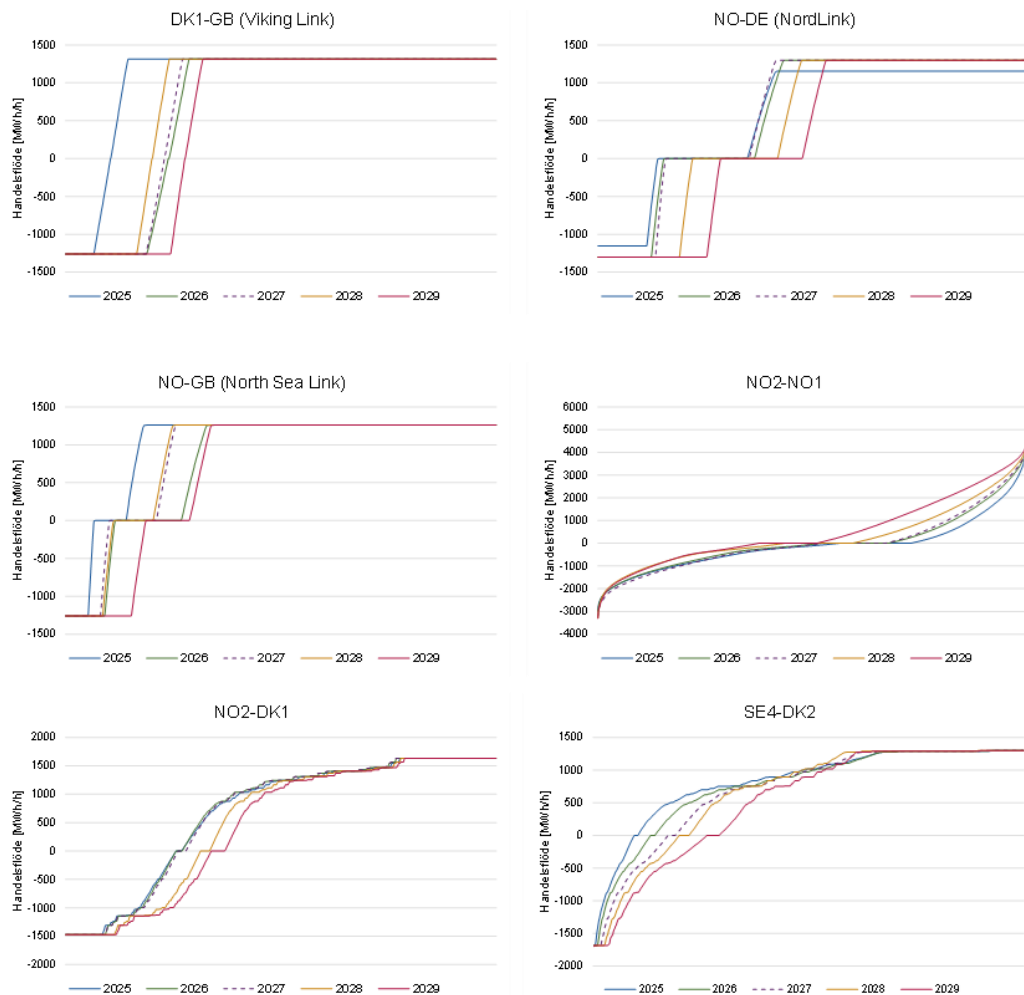 DK1-GB (Viking Link)
Handelsflöde [MWh/h/h]
1500
1000
500
0
-500
-1000
-1500
2025 2026 2027 2028 2029
NO-DE (NordLink)
Handelsflöde [MWh/h/h]
1500
1000
500
0
-500
-1000
-1500
2025 2026 2027 2028 2029
NO-GB (North Sea Link)
Handelsflöde [MWh/h/h]
1500
1000
500
0
-500
-1000
-1500
2025 2026 2027 2028 2029
NO2-NO1
Handelsflöde [MWh/h/h]
6000
5000
4000
3000
2000
1000
0
-1000
-2000
-3000
-4000
2025 2026 2027 2028 2029
NO2-DK1
Handelsflöde [MWh/h/h]
2000
1500
1000
500
0
-500
-1000
-1500
-2000
2025 2026 2027 2028 2029
SE4-DK2
Handelsflöde [MWh/h/h]
1500
1000
500
0
-500
-1000
-1500
-2000
2025 2026 2027 2028 2029